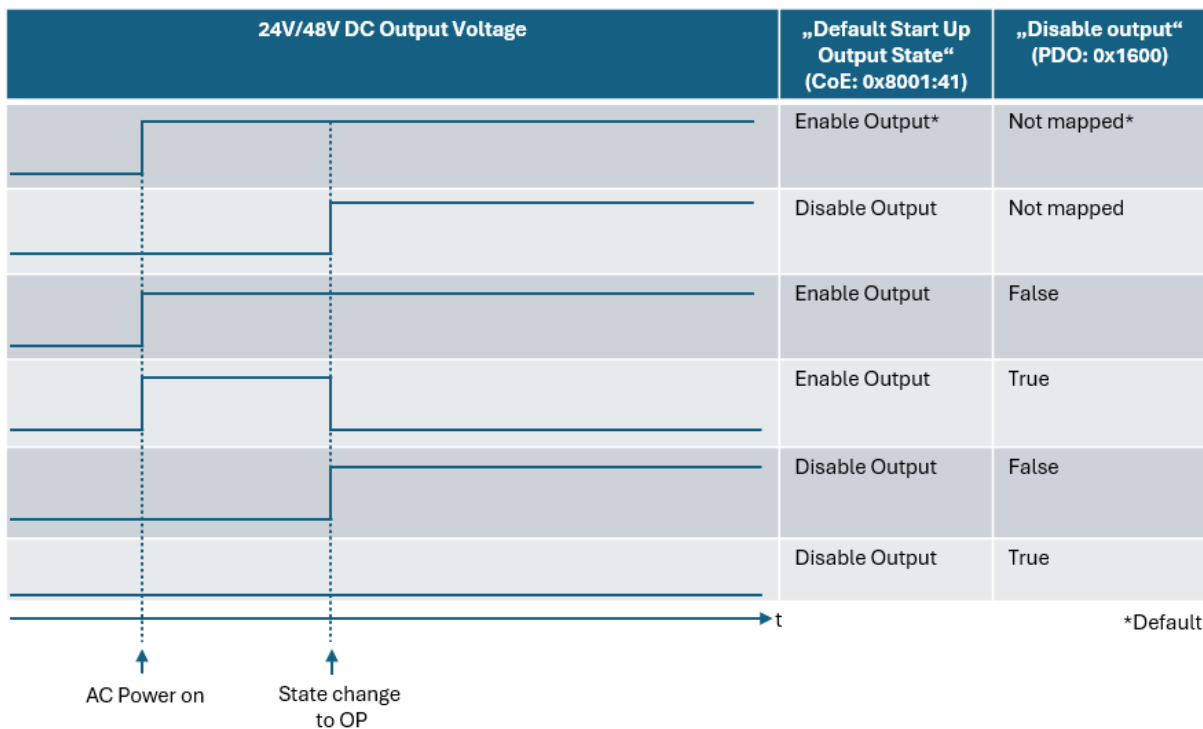 24V/48V DC Output Voltage
„Default Start Up
Output State“
(CoE: 0x8001:41)
„Disable output“
(PDO: 0x1600)
Enable Output*
Not mapped*
Disable Output
Not mapped
Enable Output
False
Enable Output
True
Disable Output
False
Disable Output
True
t
*Default
AC Power on
State change
to OP